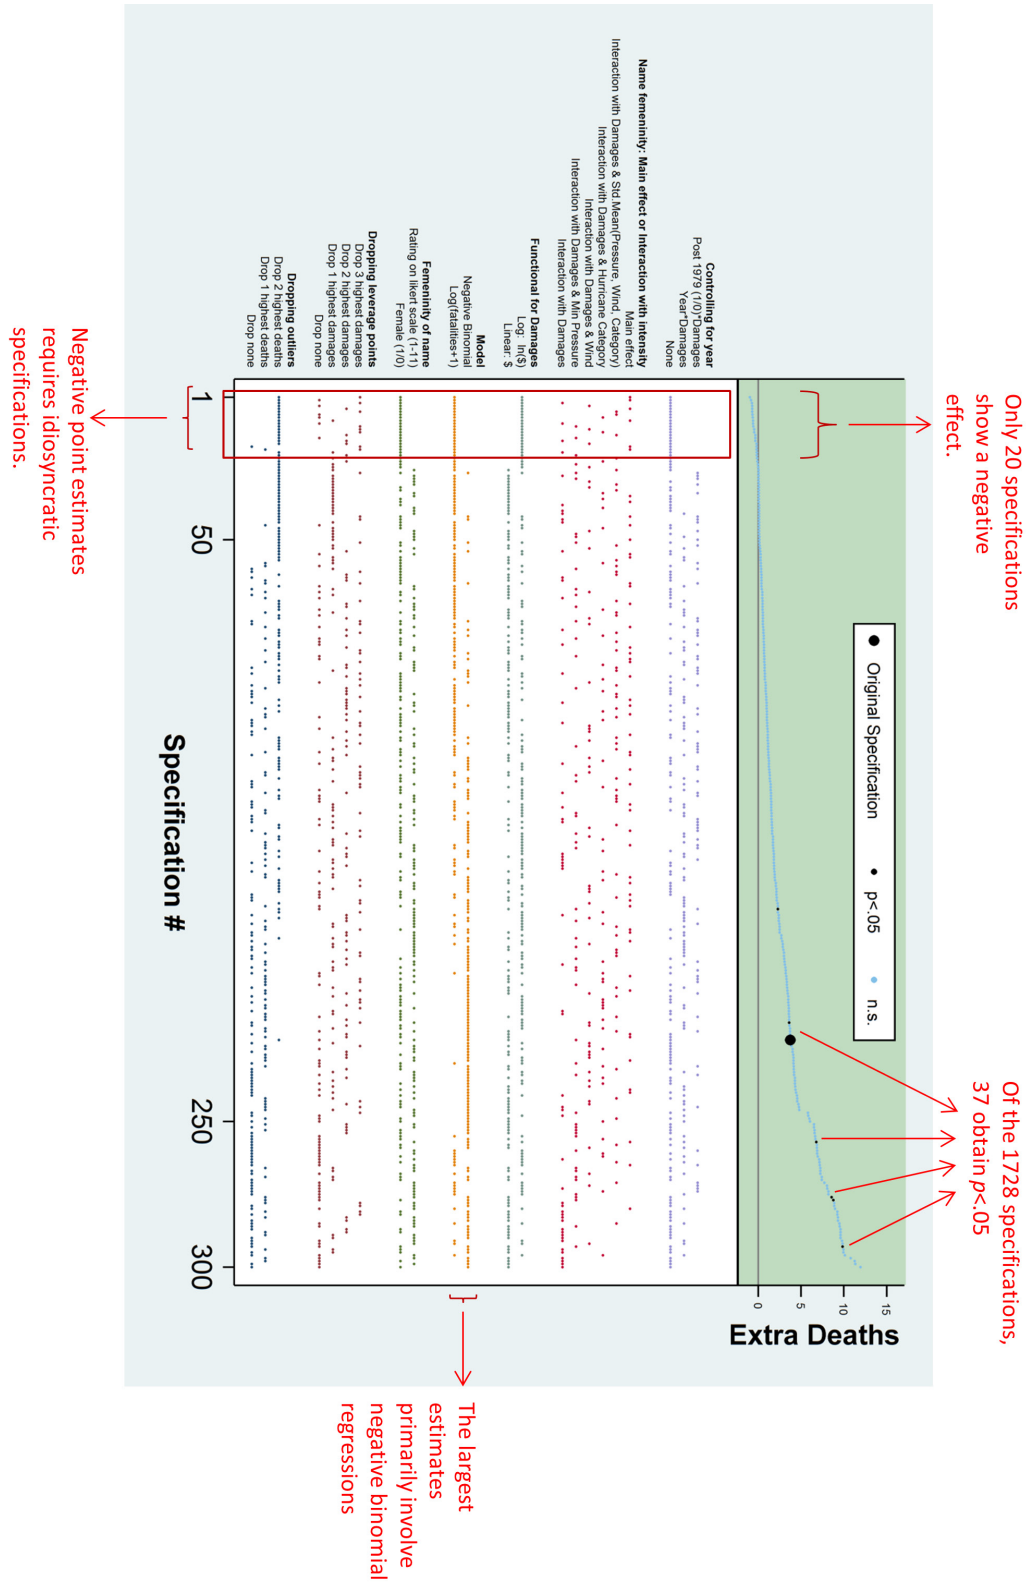 Only 20 specifications
show a negative
effect.
Of the 1728 specifications,
37 obtain p<.05
Original Specification
p<.05
n.s.
0
5
10
15
Extra Deaths
Controlling for year
Post 1979 (1/0)*Damages
Year*Damages
None
Name femeninity: Main effect or Interaction with intensity
Main effect
Interaction with Damages & Std.Mean(Pressure, Wind, Category)
Interaction with Damages & Hurricane Category
Interaction with Damages & Wind
Interaction with Damages & Min Pressure
Interaction with Damages
Functional for Damages
Log: ln($)
Linear: $
Model
Negative Binomial
Log(fatalities+1)
Femeninity of name
Rating on likert scale (1-11)
Female (1/0)
Dropping leverage points
Drop 3 highest damages
Drop 2 highest damages
Drop 1 highest damages
Drop none
Dropping outliers
Drop 2 highest deaths
Drop 1 highest deaths
Drop none
1
50
250
300
Specification #
Negative point estimates
requires idiosyncratic
specifications.
The largest
estimates
primarily involve
negative binomial
regressions